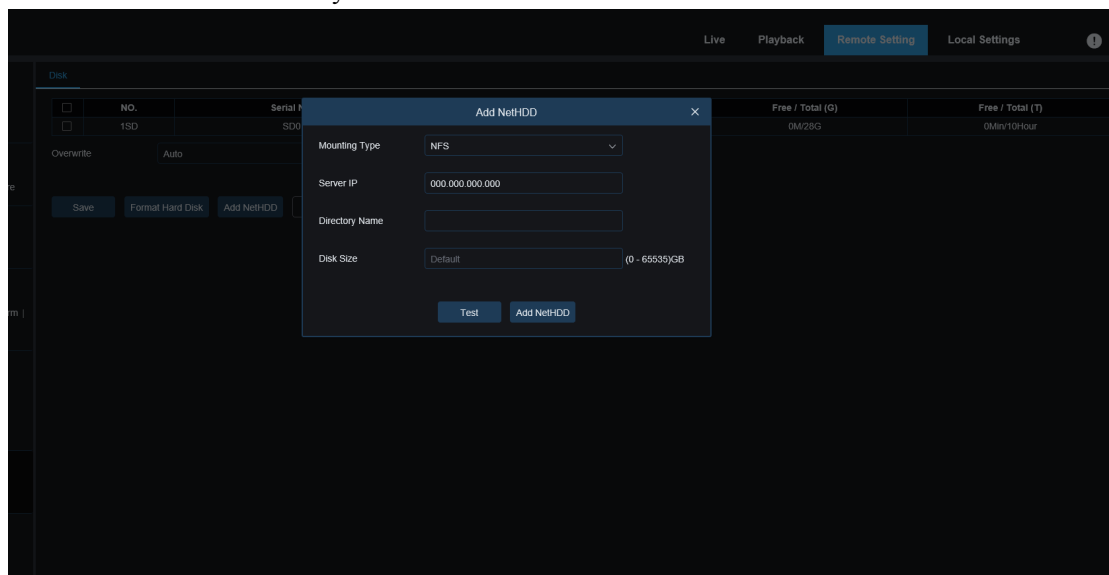 Live Playback Remote Setting Local Settings
Disk
NO. Serial N Free / Total (G) Free / Total (T)
1SD SD0 0M/28G 0Min/10Hour
Overwrite Auto
re
Save Format Hard Disk Add NetHDD
rm |
Add NetHDD
Mounting Type NFS
Server IP 000.000.000.000
Directory Name
Disk Size Default (0 - 65535)GB
Test Add NetHDD